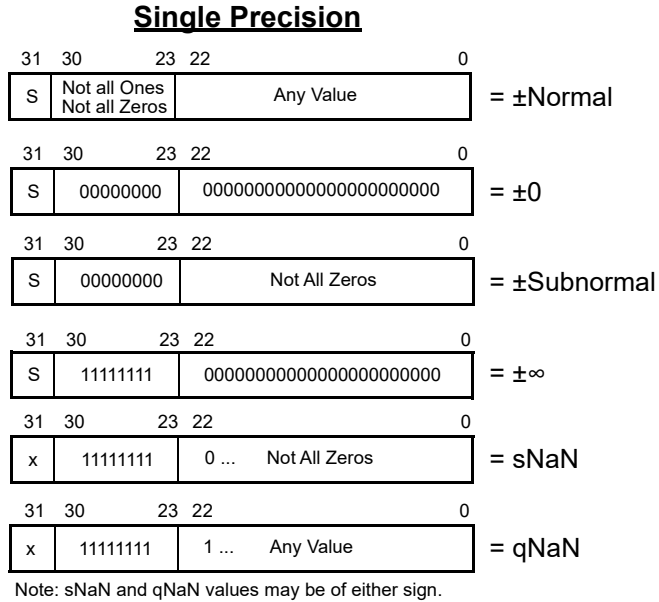 Single Precision
31 30 23 22 0
S Not all Ones Any Value = ±Normal
Not all Zeros
31 30 23 22 0
S 00000000 00000000000000000000000 = ±0
31 30 23 22 0
S 00000000 Not All Zeros = ±Subnormal
31 30 23 22 0
S 11111111 00000000000000000000000 = ±∞
31 30 23 22 0
x 11111111 0 ... Not All Zeros = sNaN
31 30 23 22 0
x 11111111 1 ... Any Value = qNaN
Note: sNaN and qNaN values may be of either sign.